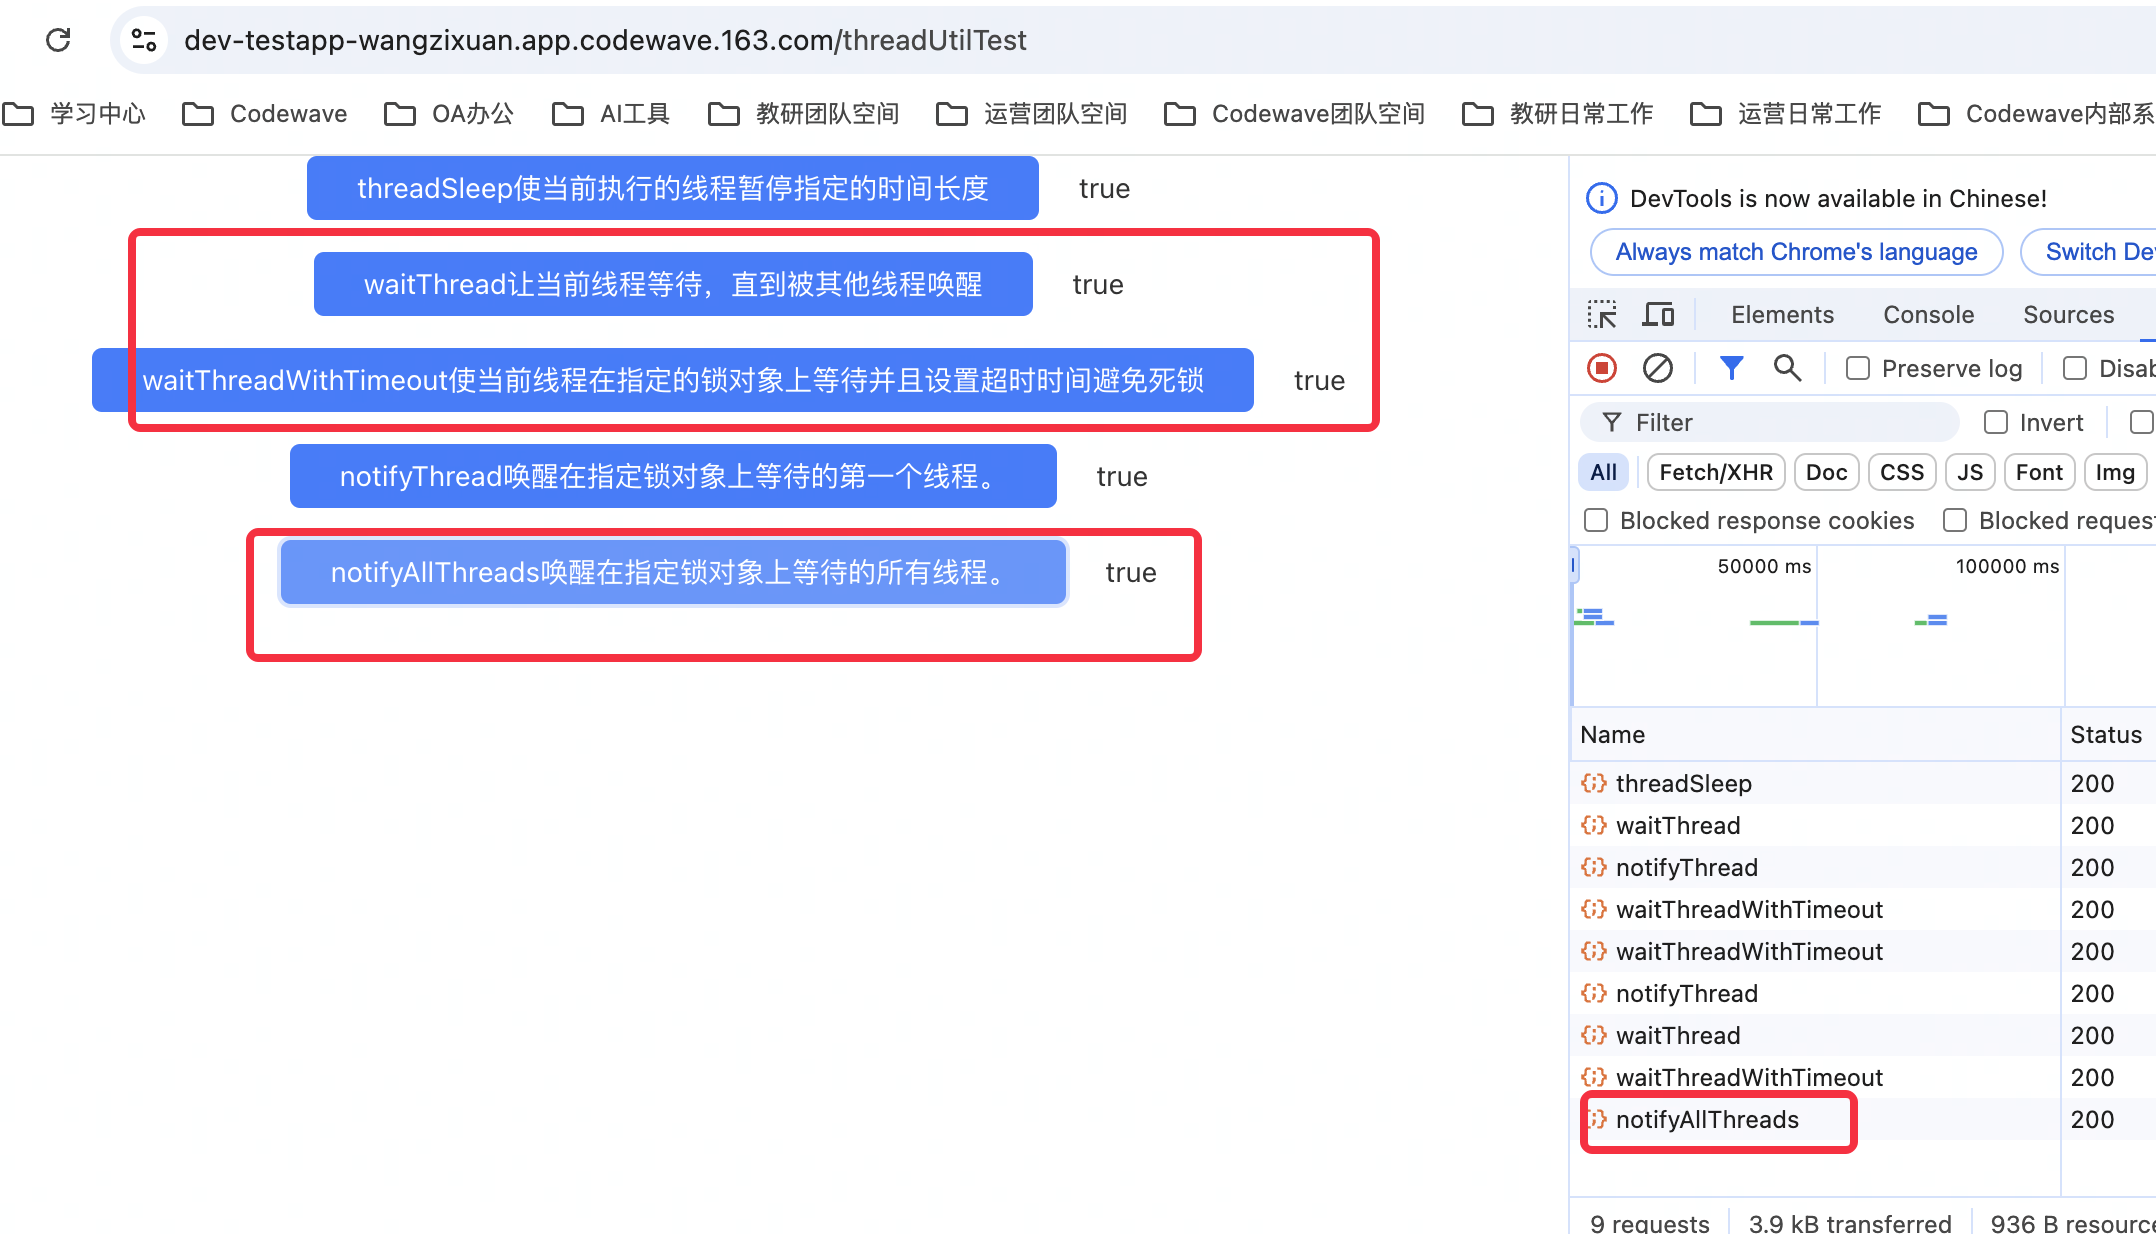 dev-testapp-wangzixuan.app.codewave.163.com/threadUtilTest
学习中心 Codewave OA办公 AI工具 教研团队空间 运营团队空间 Codewave团队空间 教研日常工作 运营日常工作 Codewave内部系
threadSleep使当前执行的线程暂停指定的时间长度 true
waitThread让当前线程等待，直到被其他线程唤醒 true
waitThreadWithTimeout使当前线程在指定的锁对象上等待并且设置超时时间避免死锁 true
notifyThread唤醒在指定锁对象上等待的第一个线程。 true
notifyAllThreads唤醒在指定锁对象上等待的所有线程。 true
DevTools is now available in Chinese!
Always match Chrome's language Switch De
Elements Console Sources
Preserve log Disab
Filter Invert
All Fetch/XHR Doc CSS JS Font Img
Blocked response cookies Blocked reques
50000 ms 100000 ms
Name Status
threadSleep 200
waitThread 200
notifyThread 200
waitThreadWithTimeout 200
waitThreadWithTimeout 200
notifyThread 200
waitThread 200
waitThreadWithTimeout 200
notifyAllThreads 200
9 requests 3.9 kB transferred 936 B resource